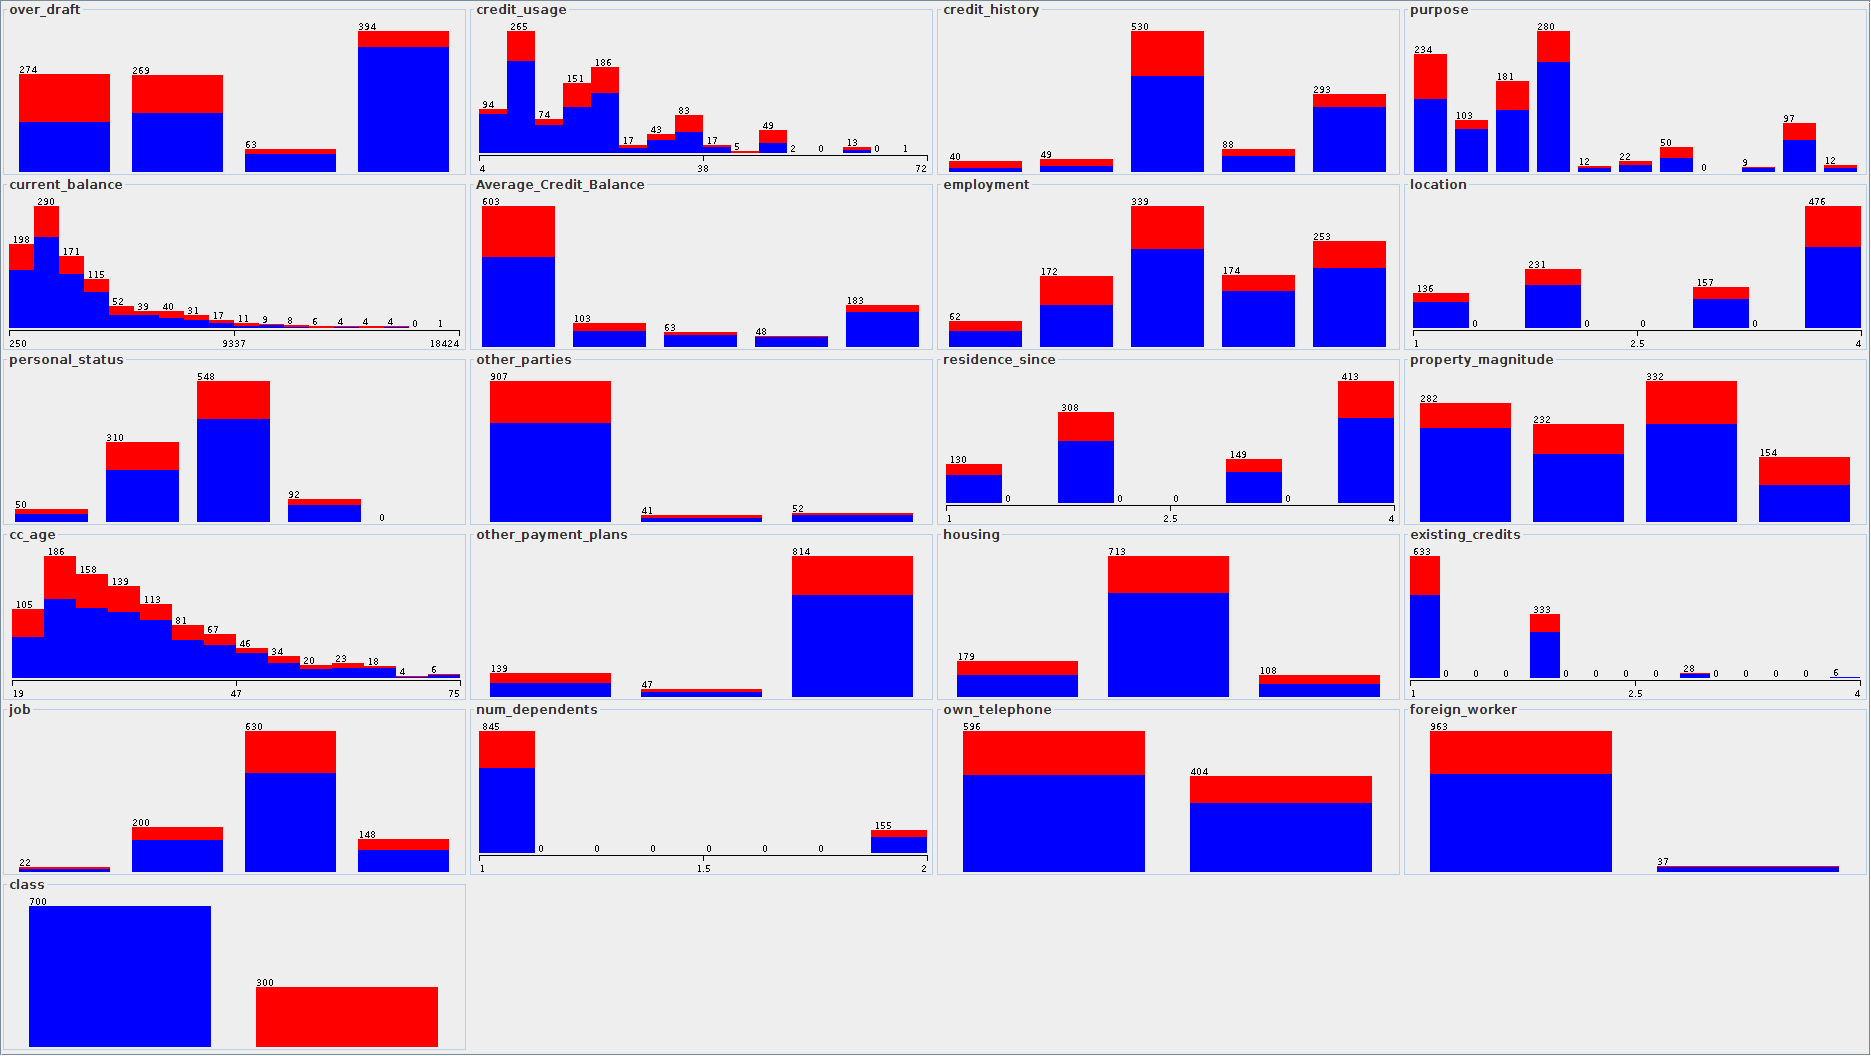 over_draft
274 269 63 394
credit_usage
94 265 74 151 186 17 43 83 17 5 49 2 0 13 0 1
4 38 72
credit_history
40 49 530 88 293
purpose
234 103 181 280 12 22 50 0 9 97 12
current_balance
198 290 171 115 52 39 40 31 17 11 9 8 6 4 4 4 0 1
250 9337 18424
Average_Credit_Balance
603 103 63 48 183
employment
62 172 339 174 253
location
136 0 231 0 0 157 0 476
1 2.5 4
personal_status
50 310 548 92 0
other_parties
907 41 52
residence_since
130 0 308 0 0 149 0 413
1 2.5 4
property_magnitude
282 232 332 154
cc_age
105 186 158 139 113 81 67 46 34 20 23 18 4 6
19 47 75
other_payment_plans
139 47 814
housing
179 713 108
existing_credits
633 0 0 0 333 0 0 0 0 28 0 0 0 0 6
1 2.5 4
job
22 200 630 148
num_dependents
845 0 0 0 0 0 0 155
1 1.5 2
own_telephone
596 404
foreign_worker
963 37
class
700 300